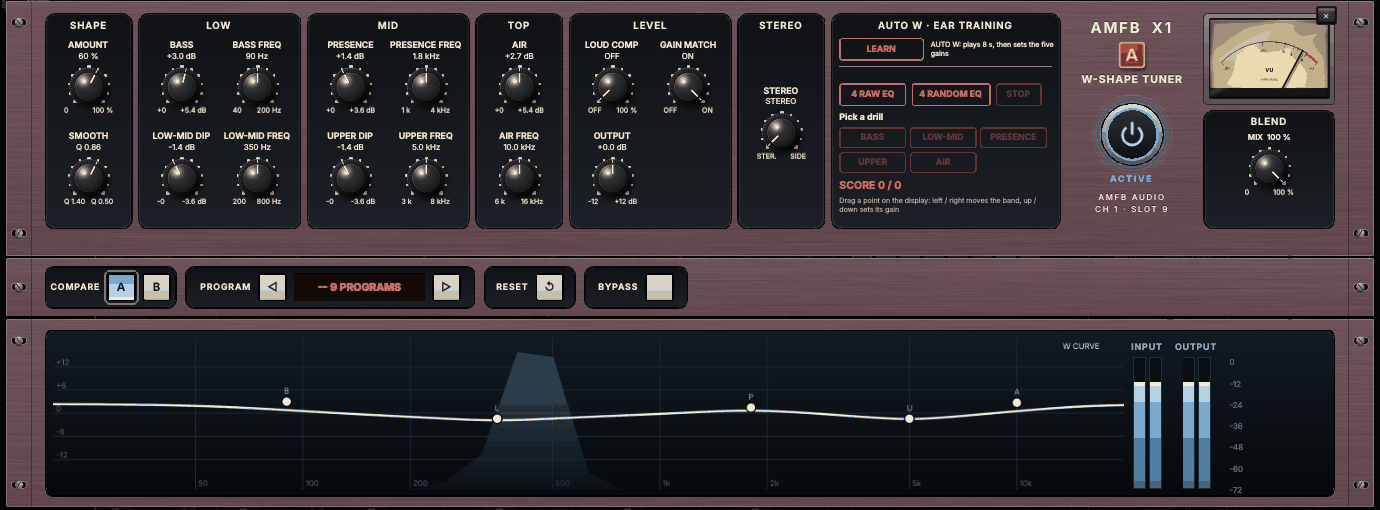 SHAPE
AMOUNT
60 %
0 100 %
SMOOTH
Q 0.86
Q 1.40 Q 0.50
LOW
BASS BASS FREQ
+3.0 dB 90 Hz
+0 +5.4 dB 40 200 Hz
LOW-MID DIP LOW-MID FREQ
-1.4 dB 350 Hz
-0 -3.6 dB 200 800 Hz
MID
PRESENCE PRESENCE FREQ
+1.4 dB 1.8 kHz
+0 +3.6 dB 1 k 4 kHz
UPPER DIP UPPER FREQ
-1.4 dB 5.0 kHz
-0 -3.6 dB 3 k 8 kHz
TOP
AIR
+2.7 dB
+0 +5.4 dB
AIR FREQ
10.0 kHz
6 k 16 kHz
LEVEL
LOUD COMP GAIN MATCH
OFF ON
OFF 100 % OFF ON
OUTPUT
+0.0 dB
-12 +12 dB
STEREO
STEREO
STEREO
STER. SIDE
AUTO W · EAR TRAINING
LEARN
AUTO W: plays 8 s, then sets the five
gains
4 RAW EQ 4 RANDOM EQ STOP
Pick a drill
BASS LOW-MID PRESENCE
UPPER AIR
SCORE 0 / 0
Drag a point on the display: left / right moves the band, up /
down sets its gain
AMFB X1
A
W-SHAPE TUNER
ACTIVE
AMFB AUDIO
CH 1 · SLOT 9
×
VU
BLEND
MIX 100 %
0 100 %
COMPARE A B
PROGRAM -- 9 PROGRAMS
RESET
BYPASS
W CURVE INPUT OUTPUT
+12
+6
0
-6
-12
B
L
P
U
A
50 100 200 500 1k 2k 5k 10k
0
-12
-24
-36
-48
-60
-72